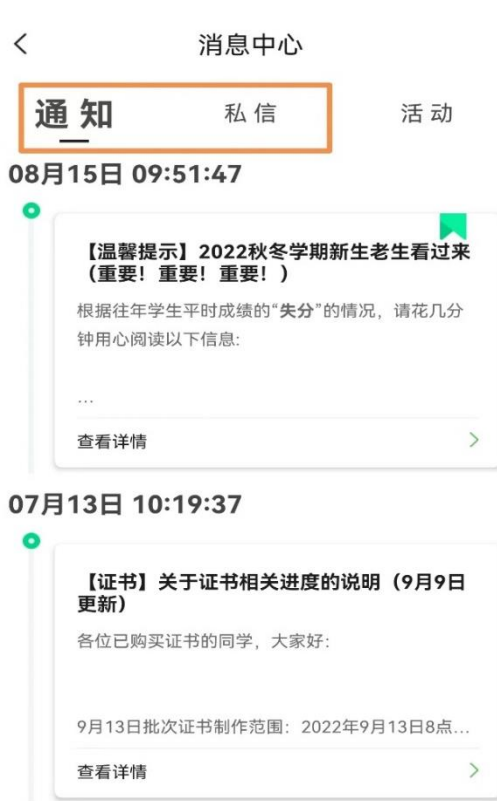 消息中心
通知 私信 活动
08月15日 09:51:47
【温馨提示】2022秋冬学期新生老生看过来
（重要！重要！重要！）
根据往年学生平时成绩的“失分”的情况，请花几分
钟用心阅读以下信息:
...
查看详情
07月13日 10:19:37
【证书】关于证书相关进度的说明（9月9日
更新）
各位已购买证书的同学，大家好:
9月13日批次证书制作范围：2022年9月13日8点...
查看详情